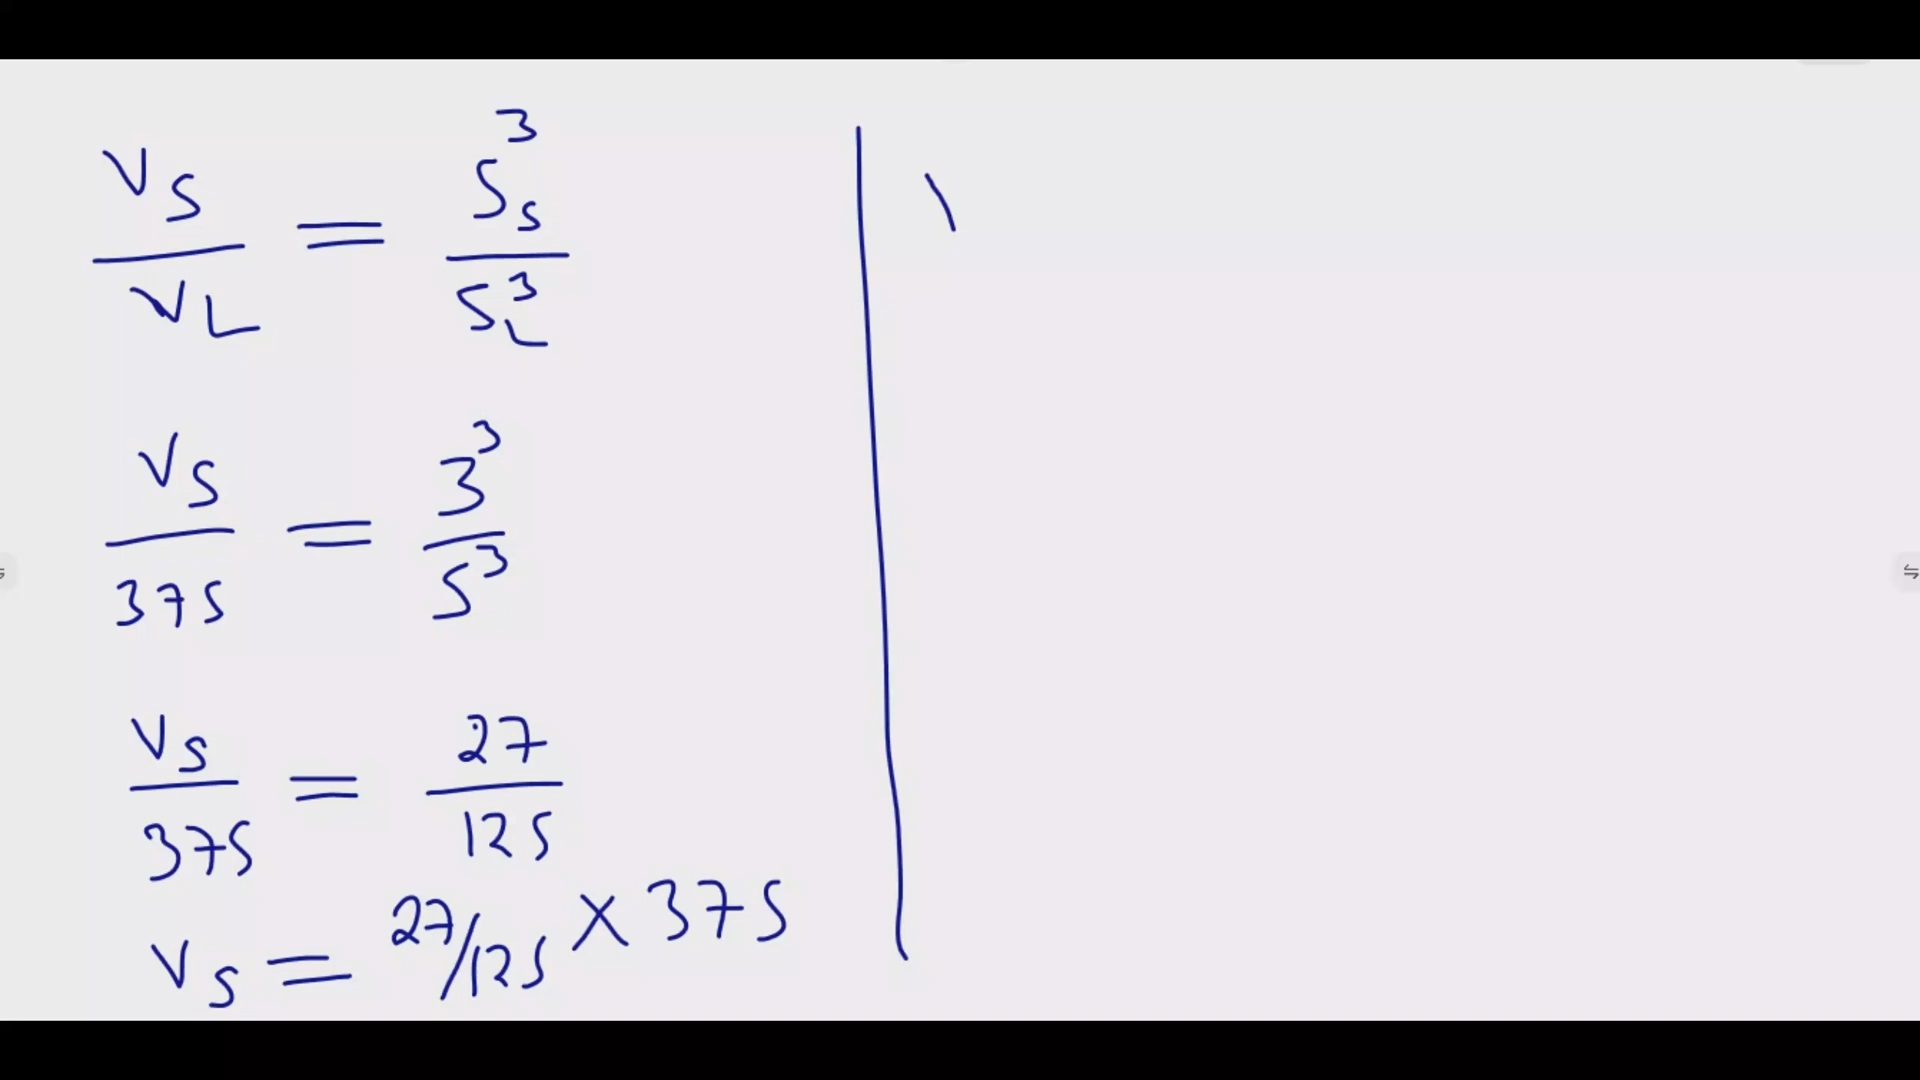 Vs/VL = Ss³/SL³
Vs/375 = 3³/5³
Vs/375 = 27/125
Vs = 27/125 × 375